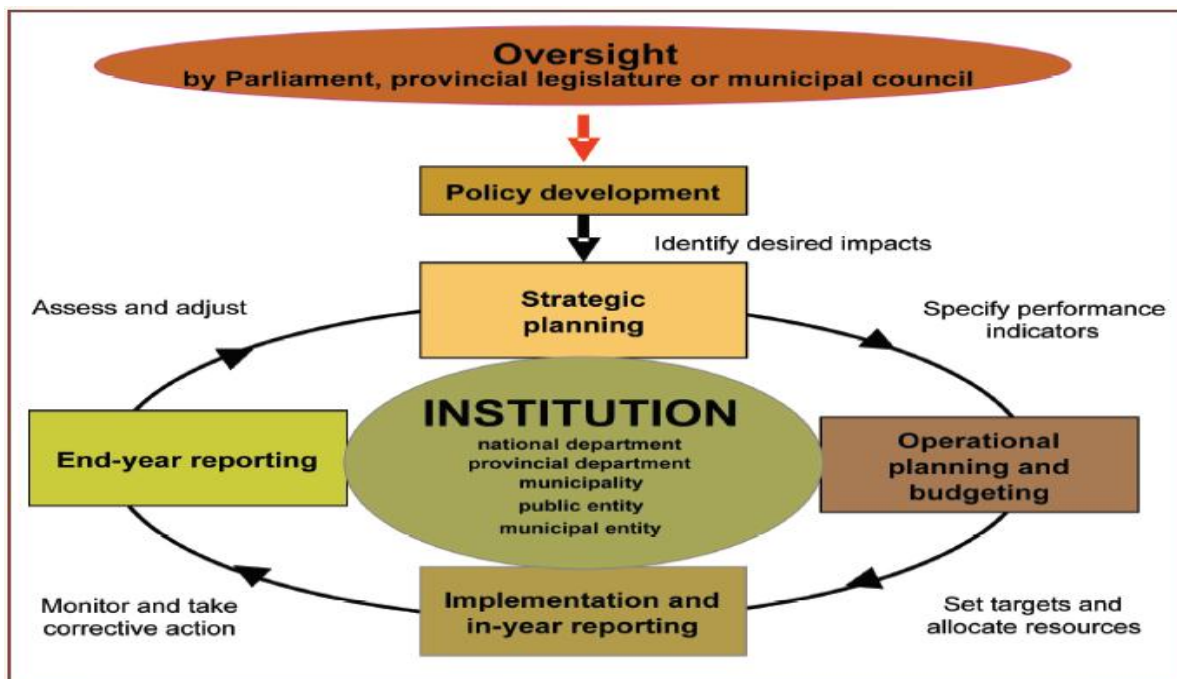 Oversight
by Parliament, provincial legislature or municipal council
Policy development
Identify desired impacts
Strategic
planning
Assess and adjust
Specify performance
indicators
INSTITUTION
national department
provincial department
municipality
public entity
municipal entity
End-year reporting
Operational
planning and
budgeting
Implementation and
in-year reporting
Monitor and take
corrective action
Set targets and
allocate resources